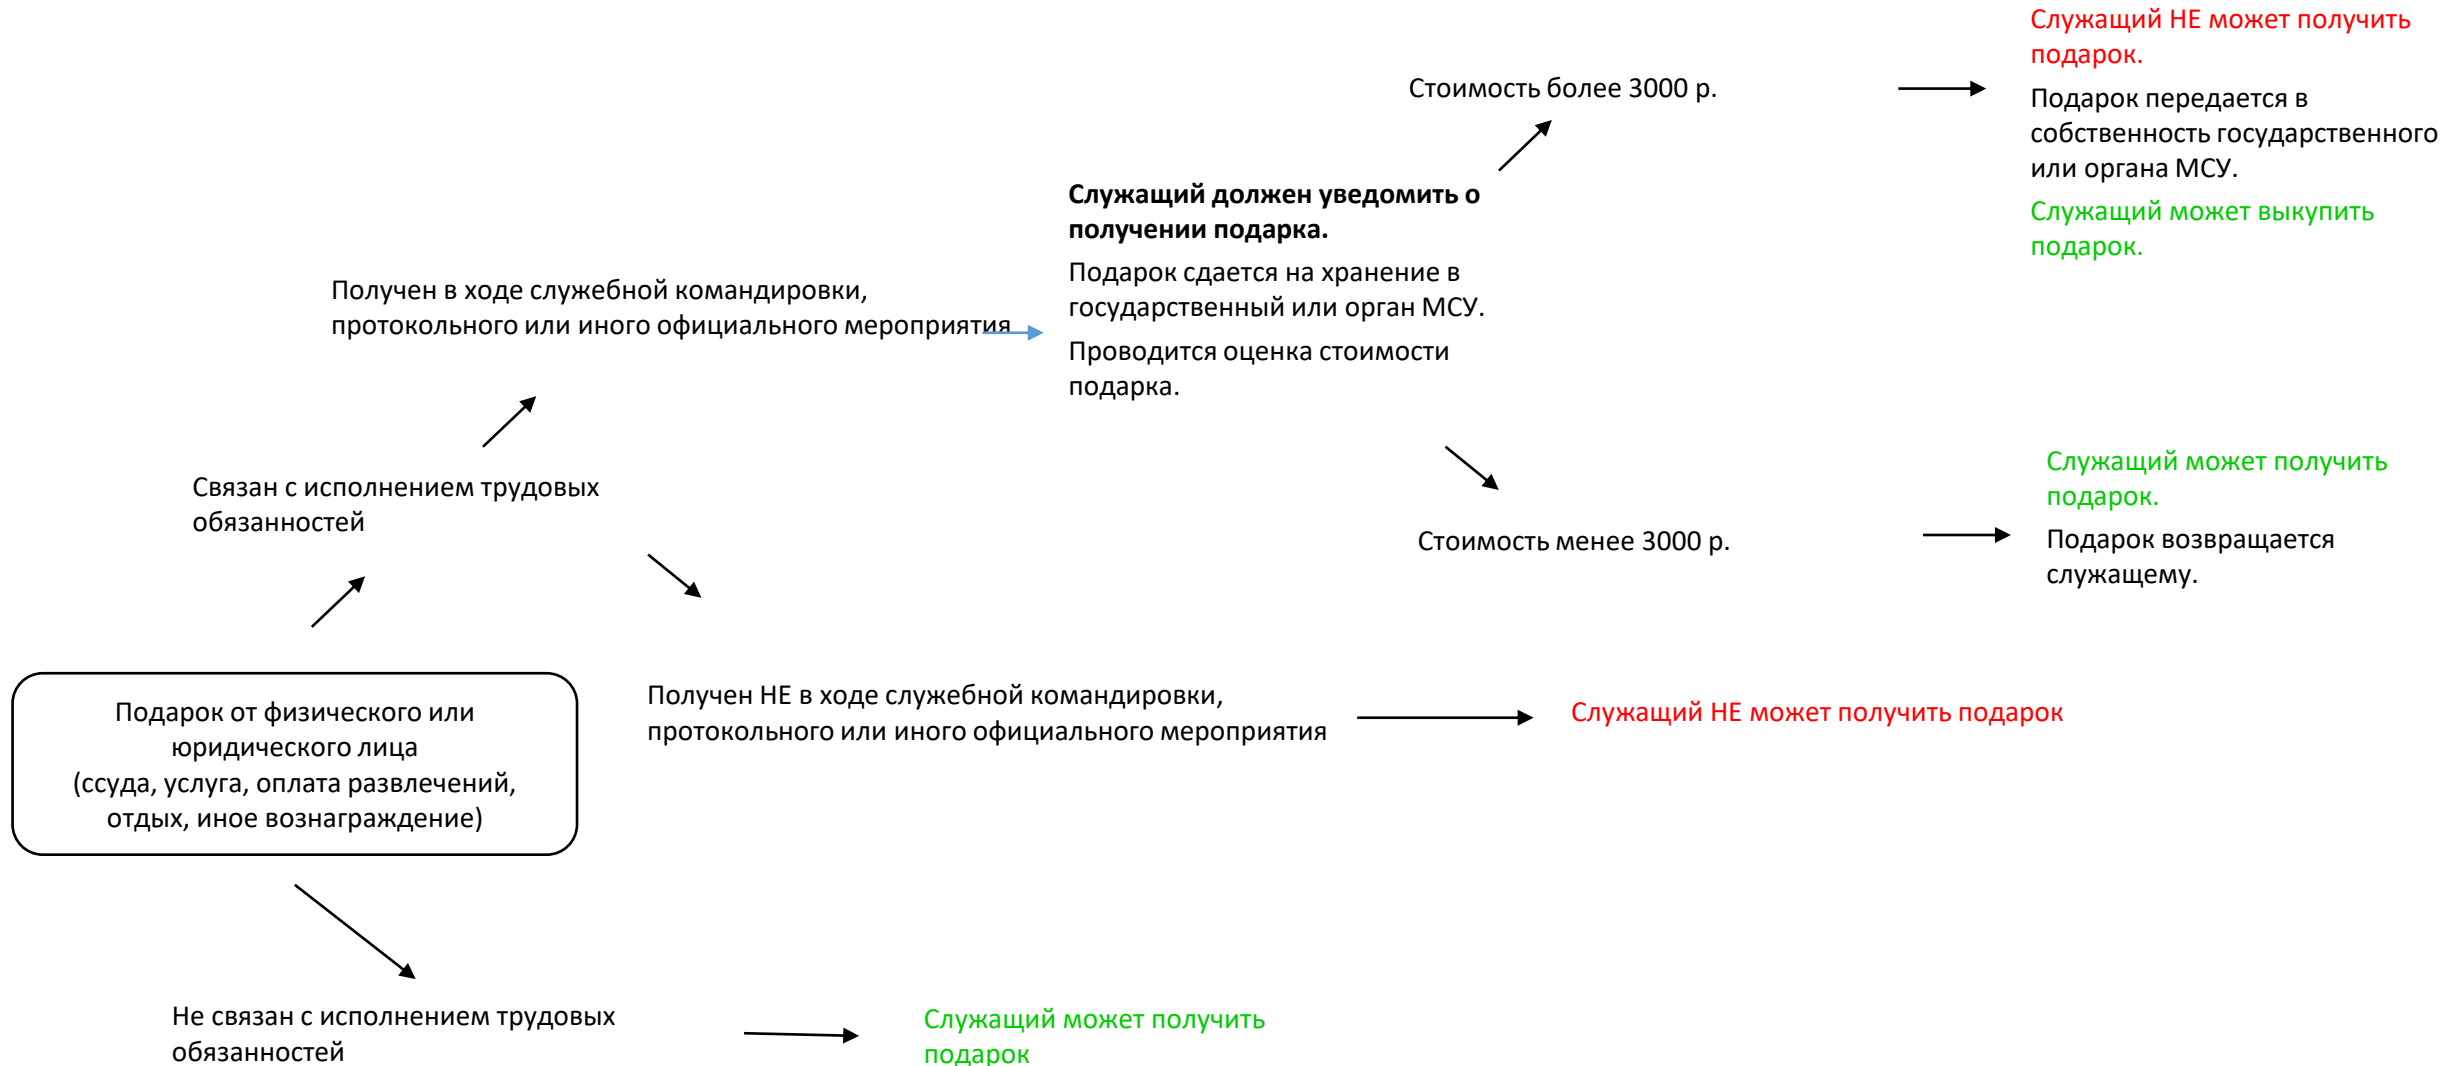 Служащий НЕ может получить
подарок.
Подарок передается в
собственность государственного
или органа МСУ.
Служащий может выкупить
подарок.
Стоимость более 3000 р.
Служащий должен уведомить о
получении подарка.
Подарок сдается на хранение в
государственный или орган МСУ.
Проводится оценка стоимости
подарка.
Получен в ходе служебной командировки,
протокольного или иного официального мероприятия
Связан с исполнением трудовых
обязанностей
Стоимость менее 3000 р.
Служащий может получить
подарок.
Подарок возвращается
служащему.
Подарок от физического или
юридического лица
(ссуда, услуга, оплата развлечений,
отдых, иное вознаграждение)
Получен НЕ в ходе служебной командировки,
протокольного или иного официального мероприятия
Служащий НЕ может получить подарок
Не связан с исполнением трудовых
обязанностей
Служащий может получить
подарок